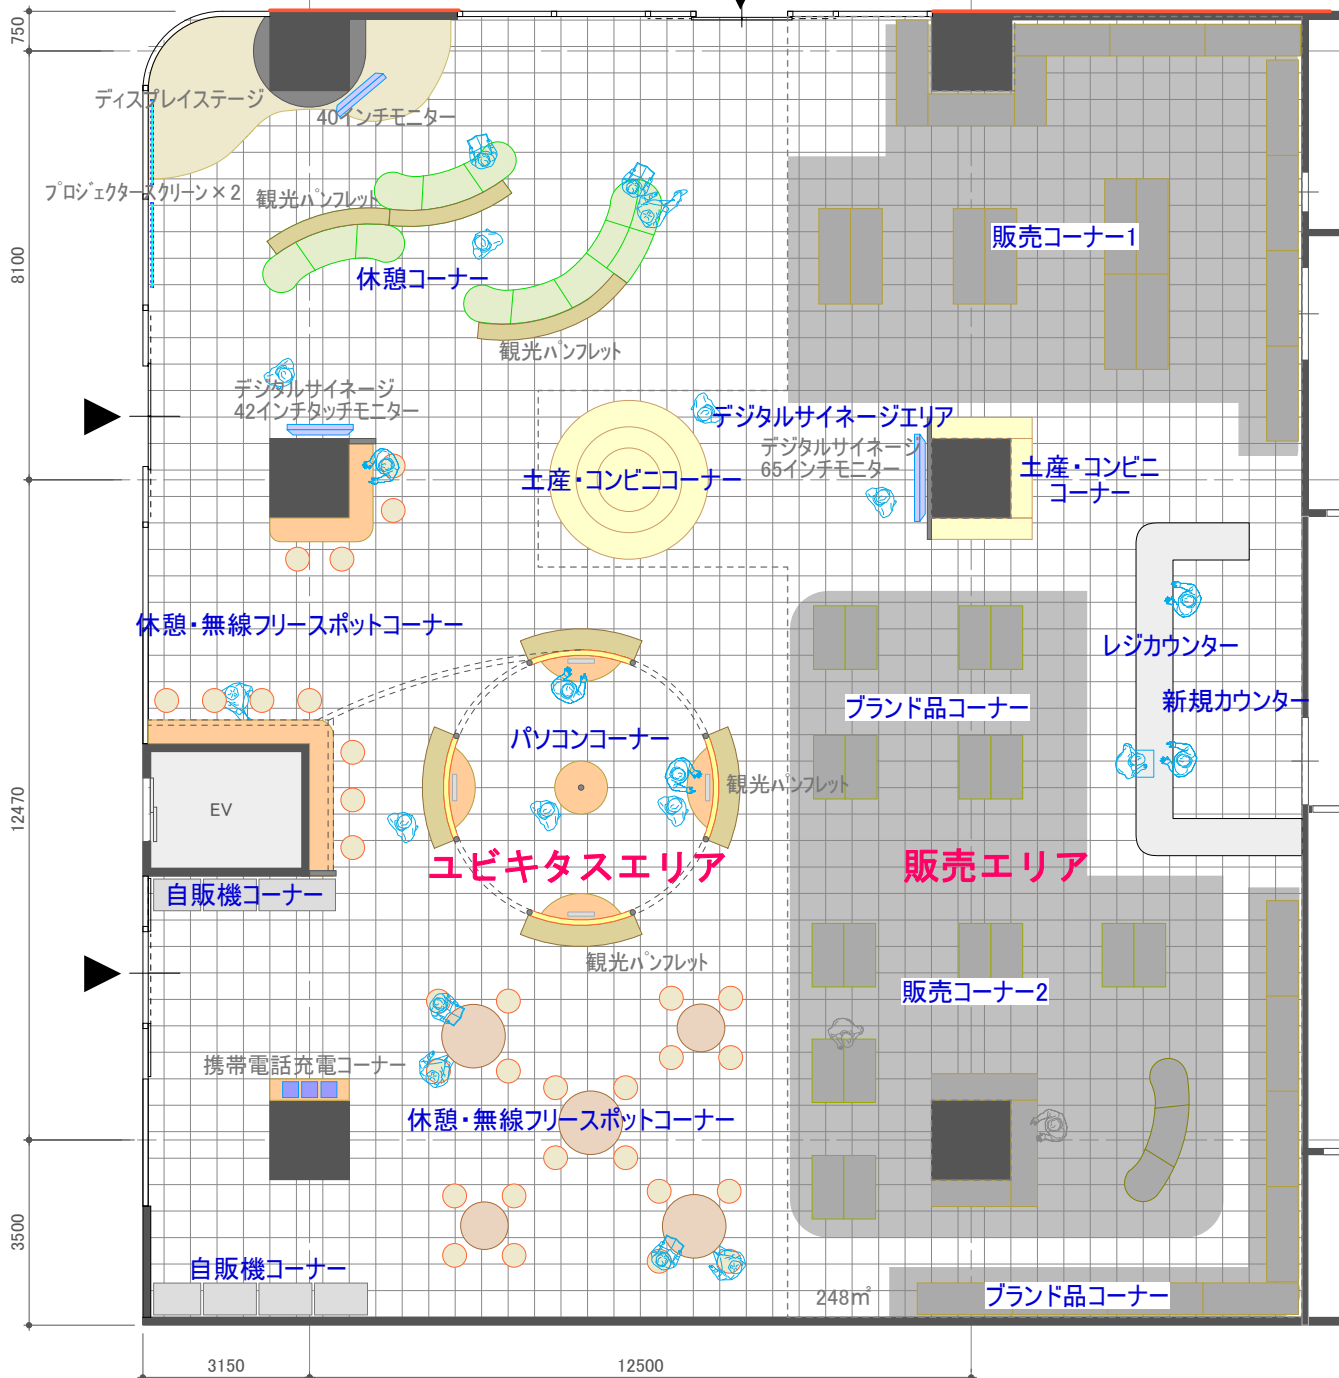 750
ディスプレイステージ
40インチモニター
プロジェクタースクリーン×2
観光パンフレット
販売コーナー1
8100
休憩コーナー
観光パンフレット
デジタルサイネージ
42インチタッチモニター
デジタルサイネージエリア
デジタルサイネージ
65インチモニター
土産・コンビニコーナー
土産・コンビニ
コーナー
休憩・無線フリースポットコーナー
レジカウンター
新規カウンター
ブランド品コーナー
パソコンコーナー
観光パンフレット
12470
EV
ユビキタスエリア
販売エリア
自販機コーナー
観光パンフレット
販売コーナー2
携帯電話充電コーナー
休憩・無線フリースポットコーナー
3500
自販機コーナー
248㎡
ブランド品コーナー
3150
12500